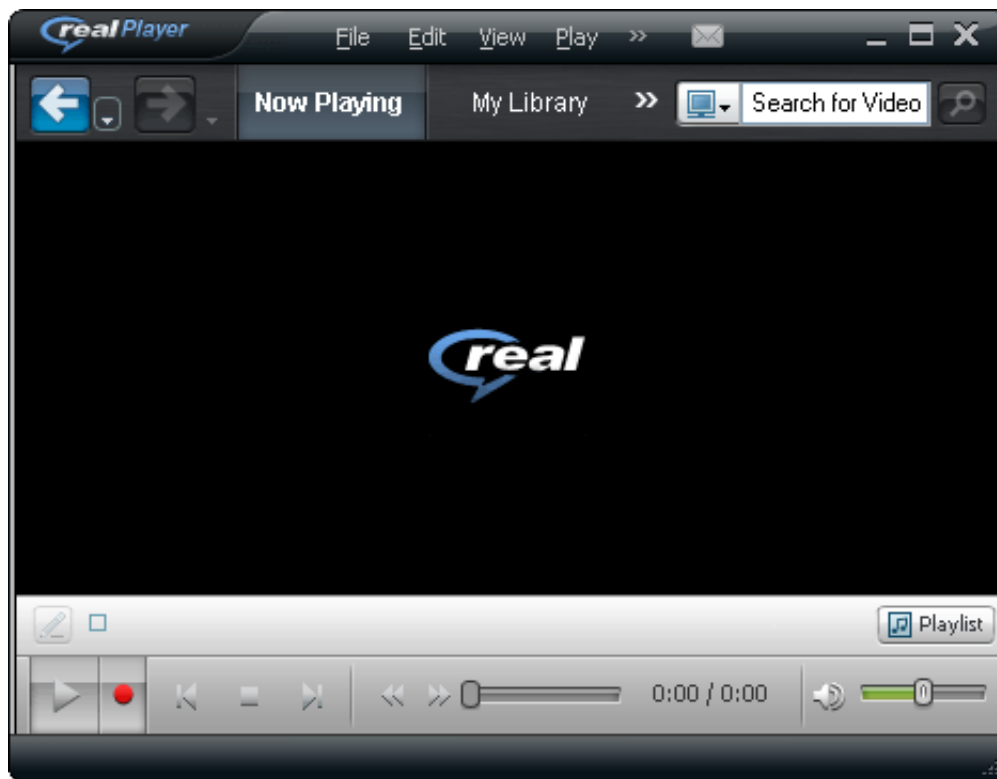 real Player File Edit View Play »
Now Playing My Library » Search for Video
real
Playlist
0:00 / 0:00